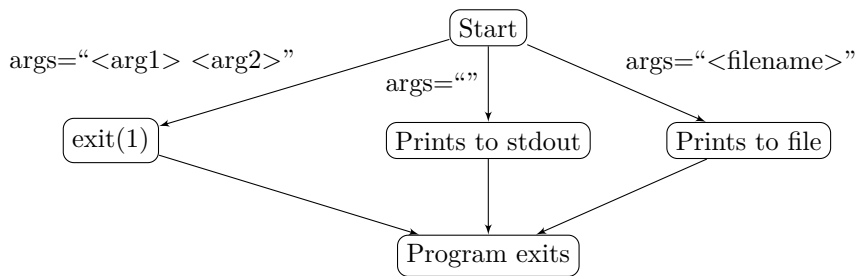 Start
args=“<arg1> <arg2>”
args=“”
args=“<filename>”
exit(1)
Prints to stdout
Prints to file
Program exits